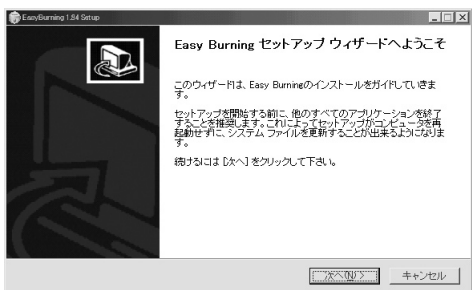 EasyBurning 1.54 Setup
Easy Burning セットアップ ウィザードへようこそ
このウィザードは、Easy Burningのインストールをガイドしていきま
す。
セットアップを開始する前に、他のすべてのアプリケーションを終了
することを推奨します。これによってセットアップがコンピュータを再
起動せずに、システム ファイルを更新することが出来るようになりま
す。
続けるには [次へ] をクリックして下さい。
次へ(N) >
キャンセル